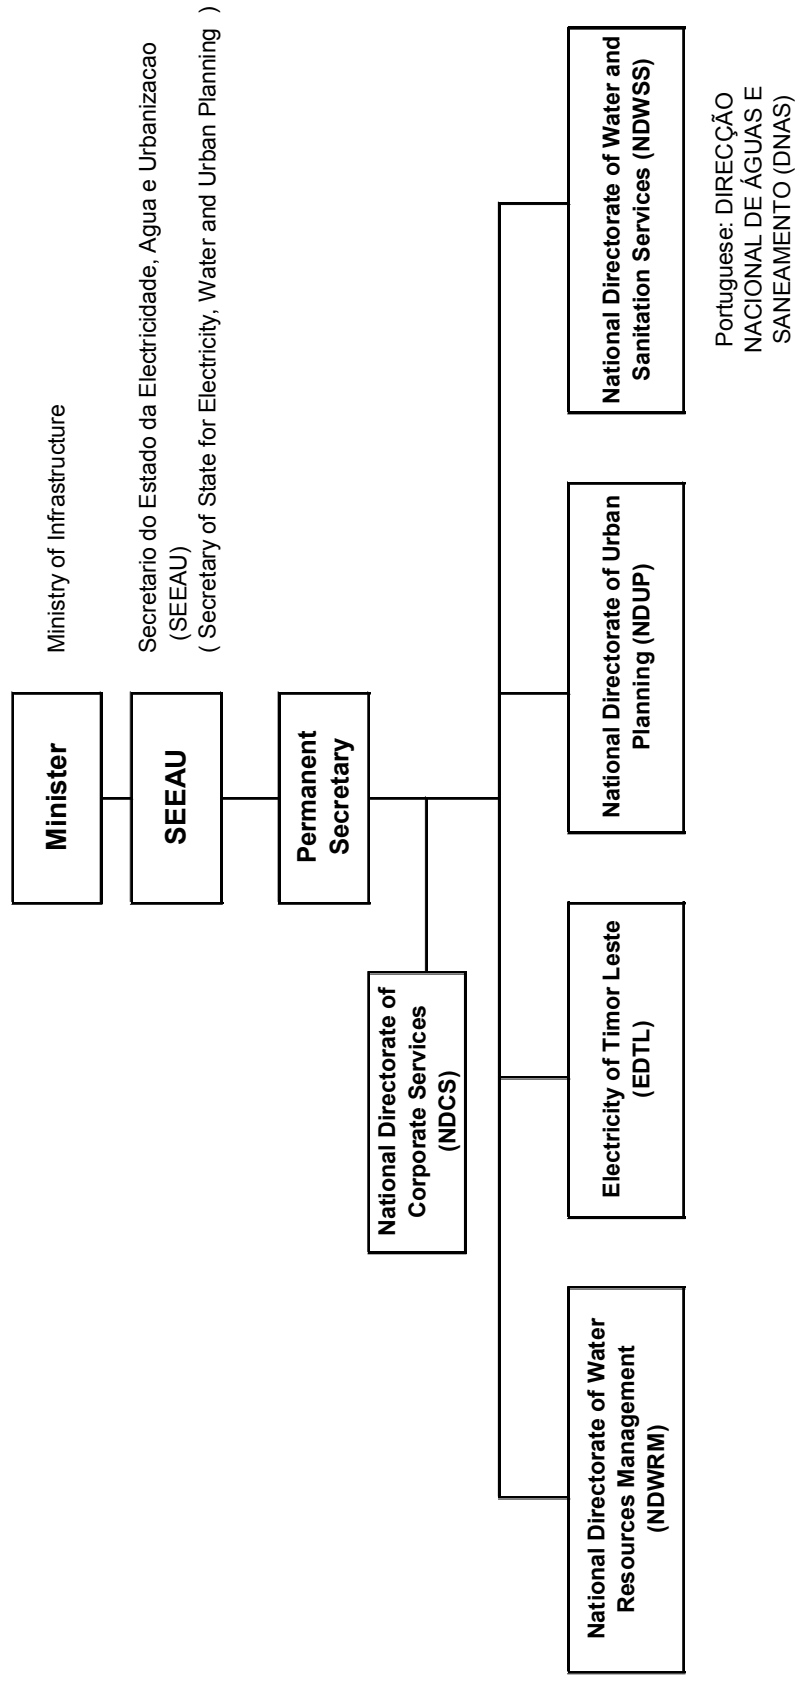 Minister
Ministry of Infrastructure
SEEAU
Secretario do Estado da Electricidade, Agua e Urbanizacao
(SEEAU)
( Secretary of State for Electricity, Water and Urban Planning )
Permanent
Secretary
National Directorate of
Corporate Services
(NDCS)
National Directorate of Water
Resources Management
(NDWRM)
Electricity of Timor Leste
(EDTL)
National Directorate of Urban
Planning (NDUP)
National Directorate of Water and
Sanitation Services (NDWSS)
Portuguese: DIRECÇÃO
NACIONAL DE ÁGUAS E
SANEAMENTO (DNAS)